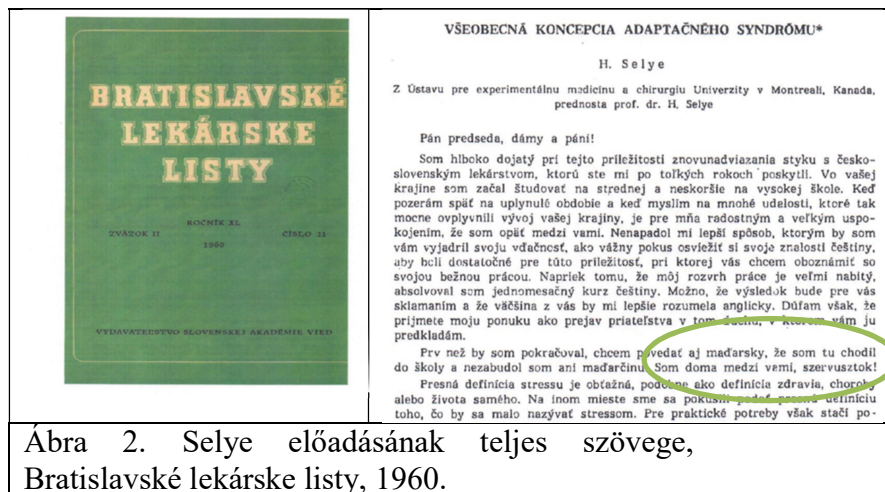 BRATISLAVSKÉ
LEKÁRSKE
LISTY
ROČNÍK XL
ZVÄZOK II
ČÍSLO 11
1960
VYDAVATEĽSTVO SLOVENSKEJ AKADÉMIE VIED
VŠEOBECNÁ KONCEPCIA ADAPTAČNÉHO SYNDRÓMU*
H. Selye
Z Ústavu pre experimentálnu medicínu a chirurgiu Univerzity v Montreali, Kanada,
prednosta prof. dr. H. Selye
Pán predseda, dámy a páni!
Som hlboko dojatý pri tejto príležitosti znovunadviazania styku s česko-
slovenským lekárstvom, ktorú ste mi po toľkých rokoch poskytli. Vo vašej
krajine som začal študovať na strednej a neskoršie na vysokej škole. Keď
pozerám späť na uplynulé obdobie a keď myslím na mnohé udalosti, ktoré tak
mocne ovplyvnili vývoj vašej krajiny, je pre mňa radostným a veľkým uspo-
kojením, že som opäť medzi vami. Nenapadol mi lepší spôsob, ktorým by som
vám vyjadril svoju vďačnosť, ako vážny pokus osviežiť si svoje znalosti češtiny,
aby boli dostatočné pre túto príležitosť, pri ktorej vás chcem oboznámiť so
svojou bežnou prácou. Napriek tomu, že môj rozvrh práce je veľmi nabitý,
absolvoval som jednomesačný kurz češtiny. Možno, že výsledok bude pre vás
sklamaním a že väčšina z vás by mi lepšie rozumela anglicky. Dúfam však, že
prijmete moju ponuku ako prejav priateľstva v tom duchu, v ktorom vám ju
predkladám.
Prv než by som pokračoval, chcem povedať aj maďarsky, že som tu chodil
do školy a nezabudol som ani maďarčinu. Som doma medzi vami, szervusztok!
Presná definícia stressu je obťažná, podobne ako definícia zdravia, choroby
alebo života samého. Na inom mieste sme sa pokúsili podať presnú definíciu
toho, čo by sa malo nazývať stressom. Pre praktické potreby však stačí po-
Ábra 2. Selye előadásának teljes szövege,
Bratislavské lekárske listy, 1960.